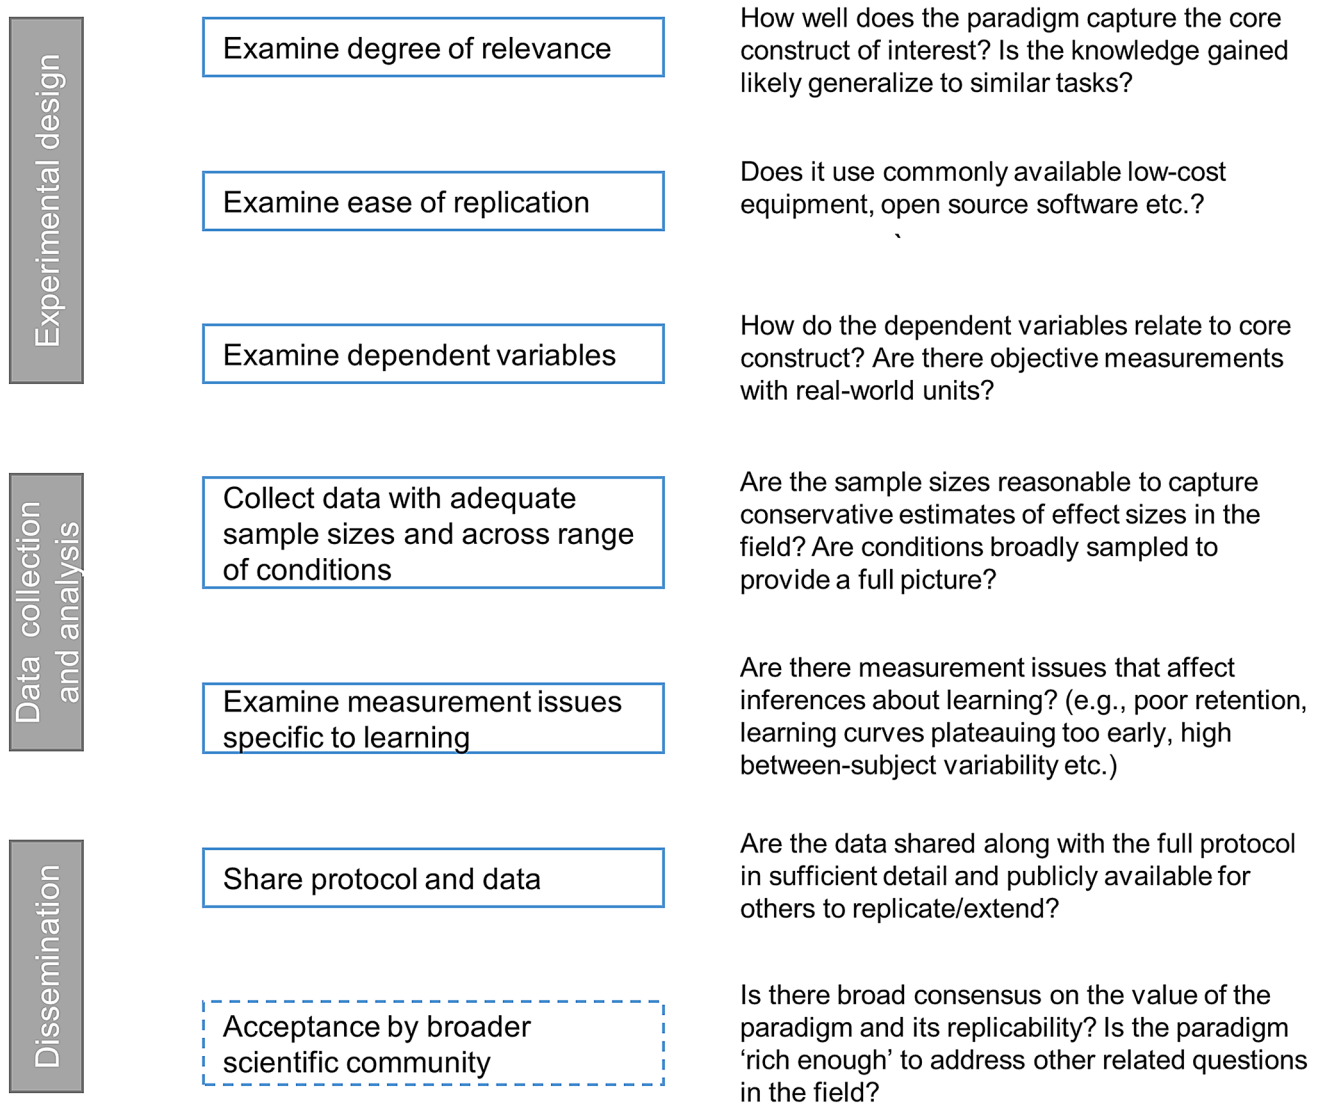 Experimental design
Examine degree of relevance
How well does the paradigm capture the core
construct of interest? Is the knowledge gained
likely generalize to similar tasks?
Examine ease of replication
Does it use commonly available low-cost
equipment, open source software etc.?
`
Examine dependent variables
How do the dependent variables relate to core
construct? Are there objective measurements
with real-world units?
Data collection
and analysis
Collect data with adequate
sample sizes and across range
of conditions
Are the sample sizes reasonable to capture
conservative estimates of effect sizes in the
field? Are conditions broadly sampled to
provide a full picture?
Examine measurement issues
specific to learning
Are there measurement issues that affect
inferences about learning? (e.g., poor retention,
learning curves plateauing too early, high
between-subject variability etc.)
Dissemination
Share protocol and data
Are the data shared along with the full protocol
in sufficient detail and publicly available for
others to replicate/extend?
Acceptance by broader
scientific community
Is there broad consensus on the value of the
paradigm and its replicability? Is the paradigm
‘rich enough’ to address other related questions
in the field?